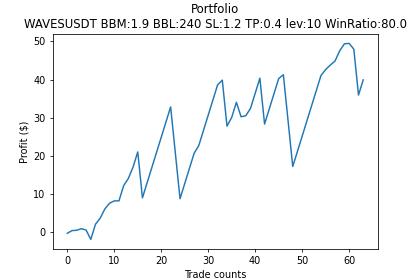 Portfolio
WAVESUSDT BBM:1.9 BBL:240 SL:1.2 TP:0.4 lev:10 WinRatio:80.0
50
40
30
20
10
0
Profit ($)
0 10 20 30 40 50 60
Trade counts